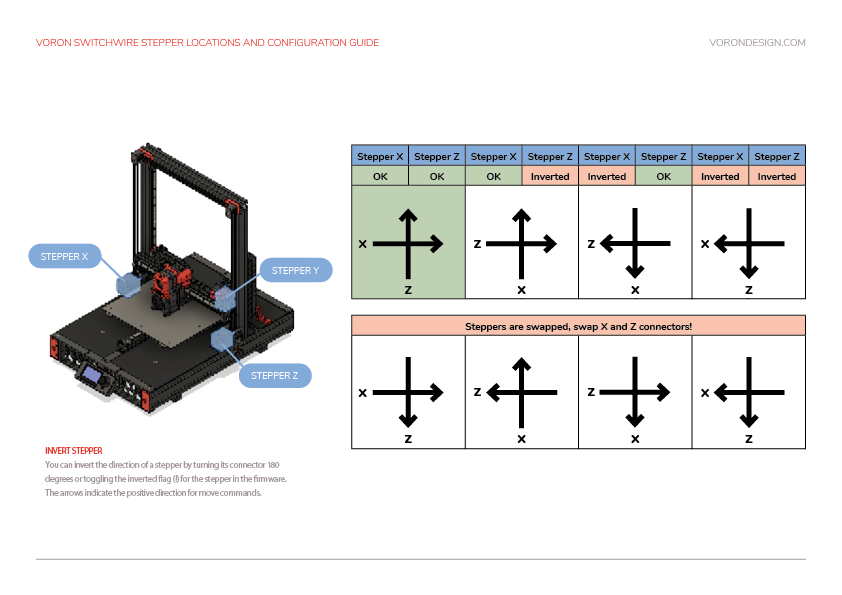 VORON SWITCHWIRE STEPPER LOCATIONS AND CONFIGURATION GUIDE
VORONDESIGN.COM
STEPPER X
STEPPER Y
STEPPER Z
INVERT STEPPER
You can invert the direction of a stepper by turning its connector 180
degrees or toggling the inverted flag (!) for the stepper in the firmware.
The arrows indicate the positive direction for move commands.
Stepper X Stepper Z Stepper X Stepper Z Stepper X Stepper Z Stepper X Stepper Z
OK OK OK Inverted Inverted OK Inverted Inverted
X Z Z X
Z X X Z
Steppers are swapped, swap X and Z connectors!
X Z Z X
Z X X Z